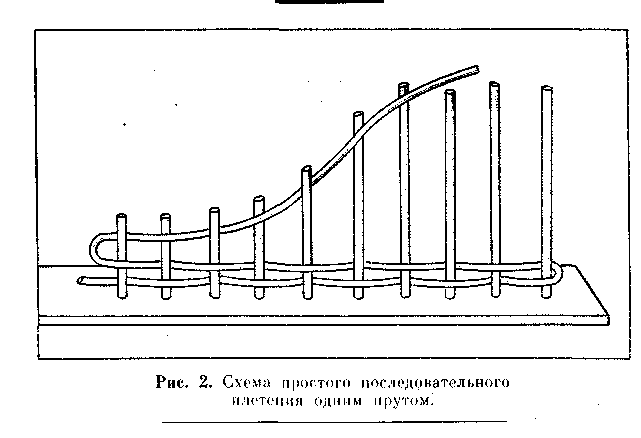 Рис. 2. Схема простого последовательного
плетения одним прутом.